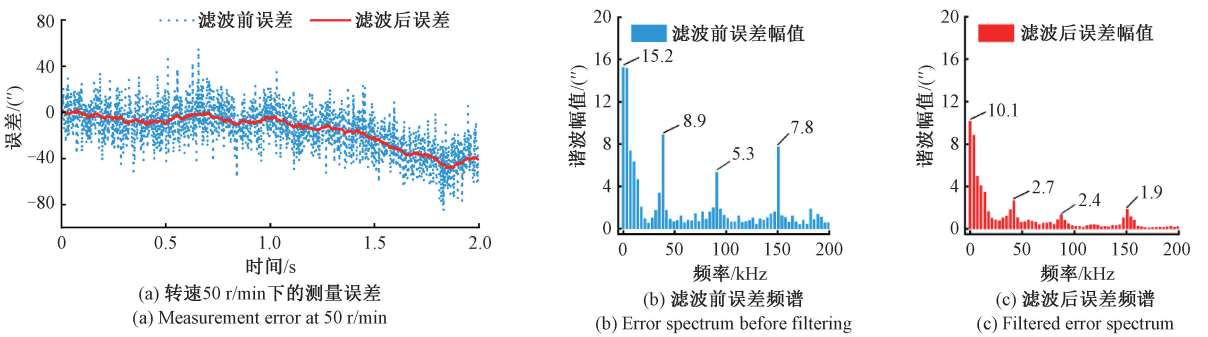 滤波前误差
滤波后误差
80
40
0
−40
−80
误差/(″)
0
0.5
1.0
1.5
2.0
时间/s
(a) 转速50 r/min下的测量误差
(a) Measurement error at 50 r/min
20
16
12
8
4
0
谐波幅值/(″)
滤波前误差幅值
15.2
8.9
5.3
7.8
0
50
100
150
200
频率/kHz
(b) 滤波前误差频谱
(b) Error spectrum before filtering
20
16
12
8
4
0
谐波幅值/(″)
滤波后误差幅值
10.1
2.7
2.4
1.9
0
50
100
150
200
频率/kHz
(c) 滤波后误差频谱
(c) Filtered error spectrum